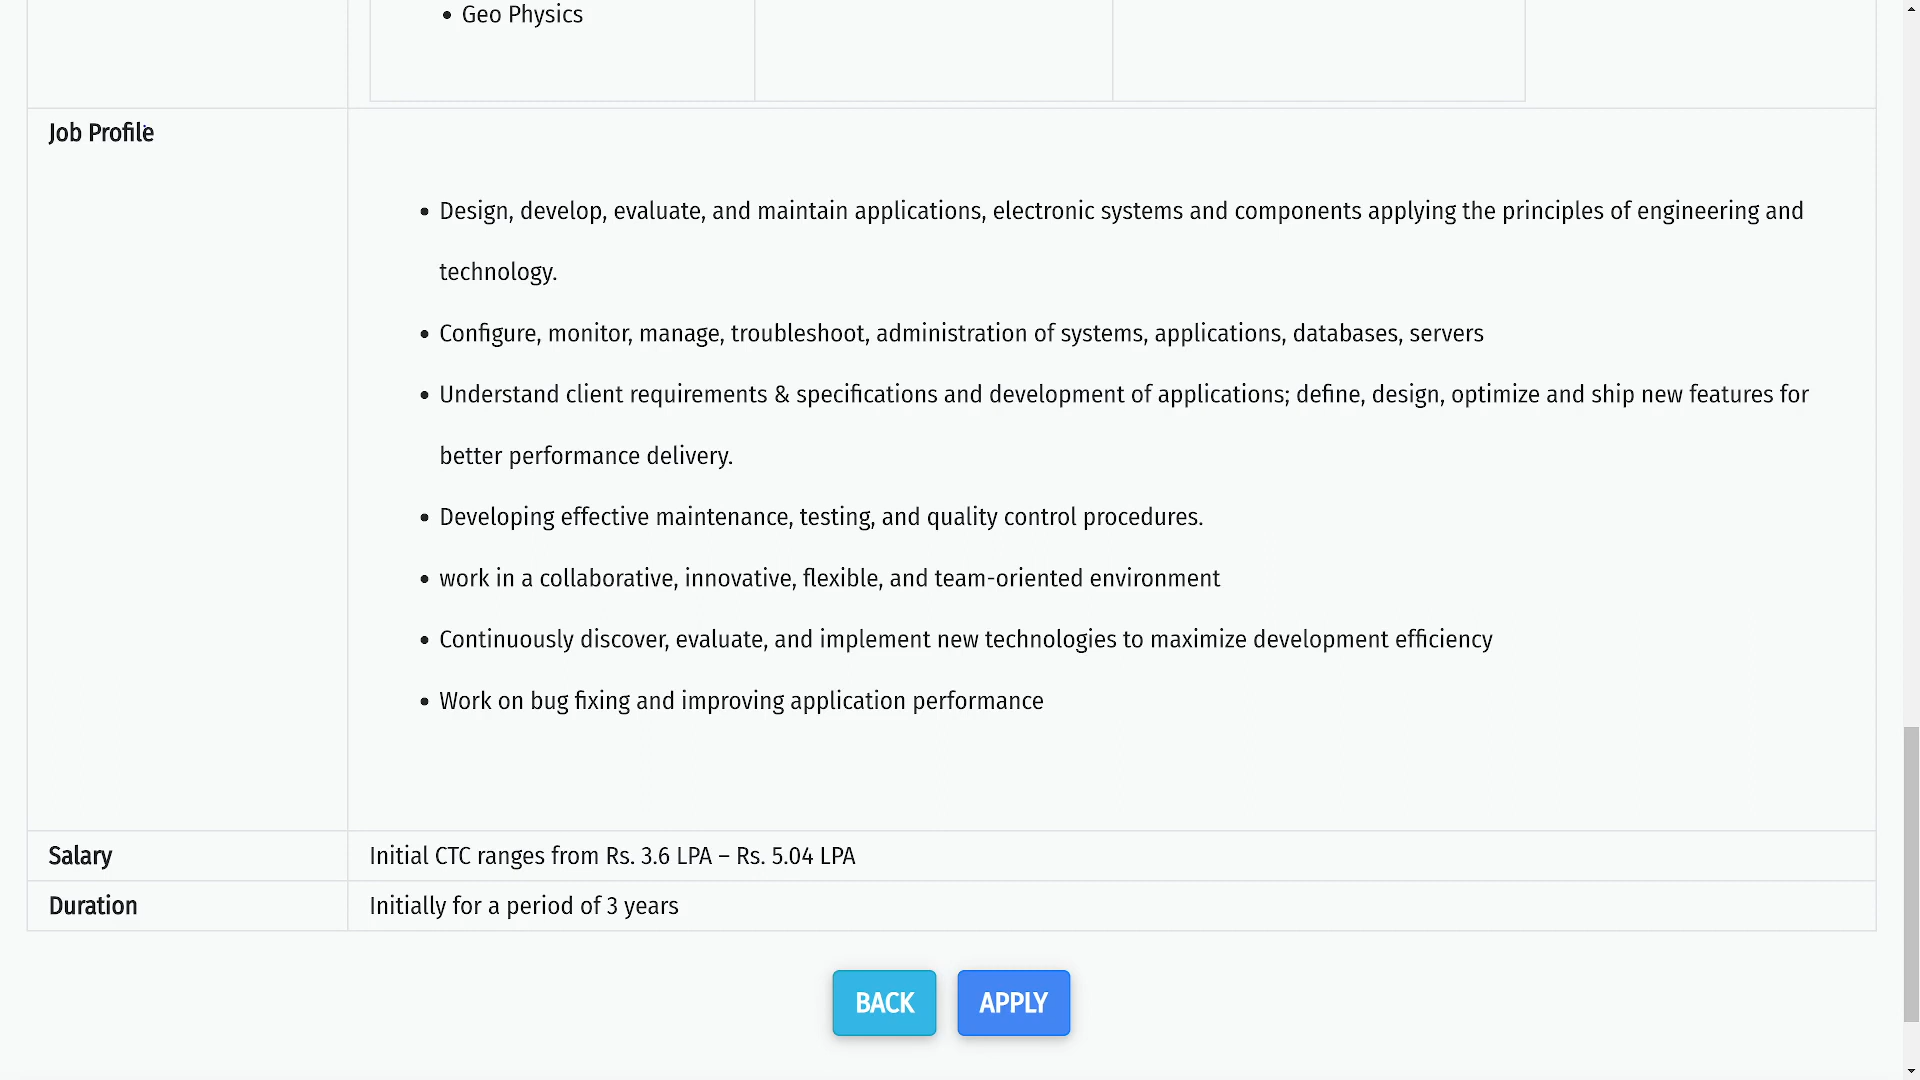 • Geo Physics
Job Profile
• Design, develop, evaluate, and maintain applications, electronic systems and components applying the principles of engineering and
technology.
• Configure, monitor, manage, troubleshoot, administration of systems, applications, databases, servers
• Understand client requirements & specifications and development of applications; define, design, optimize and ship new features for
better performance delivery.
• Developing effective maintenance, testing, and quality control procedures.
• work in a collaborative, innovative, flexible, and team-oriented environment
• Continuously discover, evaluate, and implement new technologies to maximize development efficiency
• Work on bug fixing and improving application performance
Salary Initial CTC ranges from Rs. 3.6 LPA – Rs. 5.04 LPA
Duration Initially for a period of 3 years
BACK APPLY